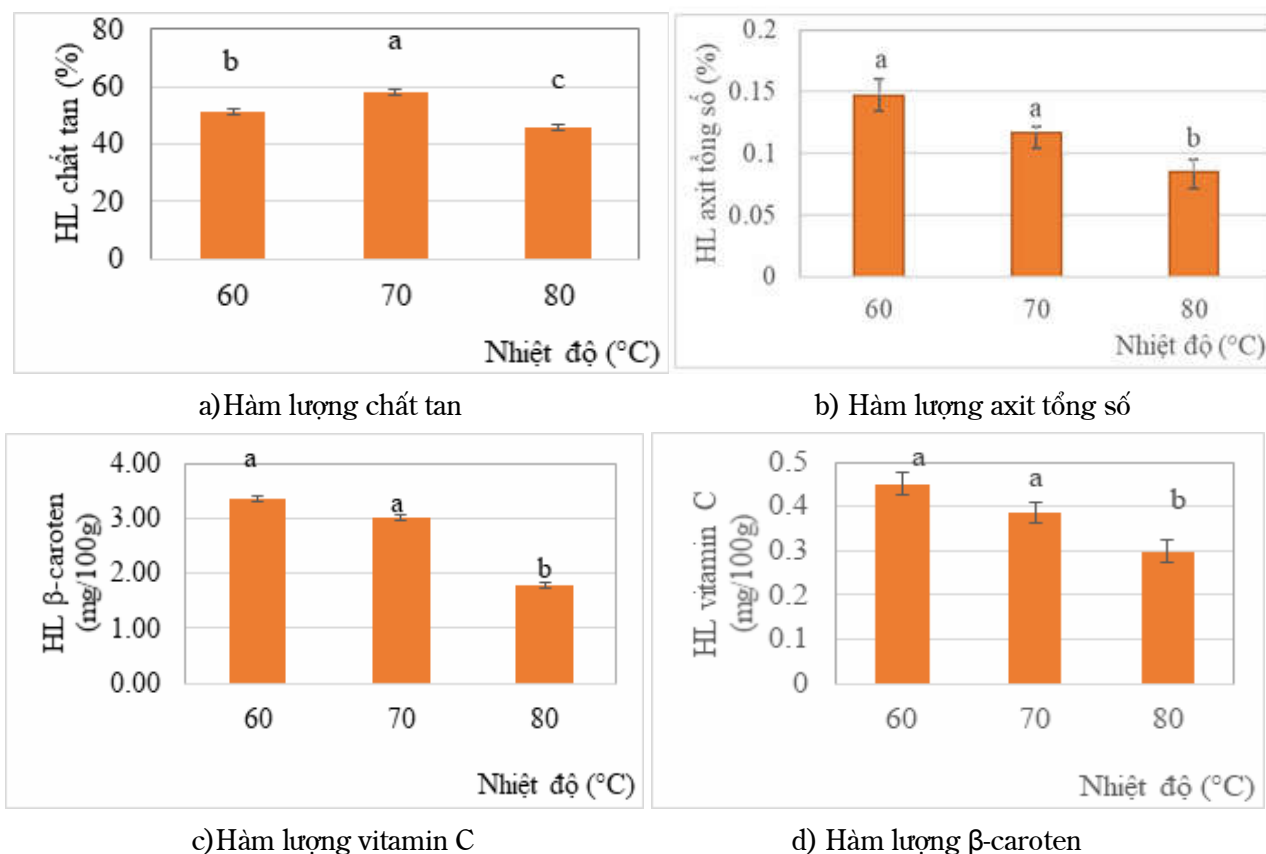 HL chất tan (%)
80
60
40
20
0
b
a
c
60 70 80
Nhiệt độ (°C)
a)Hàm lượng chất tan
HL axit tổng số (%)
0.2
0.15
0.1
0.05
0
a
a
b
60 70 80
Nhiệt độ (°C)
b) Hàm lượng axit tổng số
HL β-caroten
(mg/100g)
4.00
3.00
2.00
1.00
0.00
a
a
b
60 70 80
Nhiệt độ (°C)
c)Hàm lượng vitamin C
HL vitamin C
(mg/100g)
0.5
0.4
0.3
0.2
0.1
0
a
a
b
60 70 80
Nhiệt độ (°C)
d) Hàm lượng β-caroten